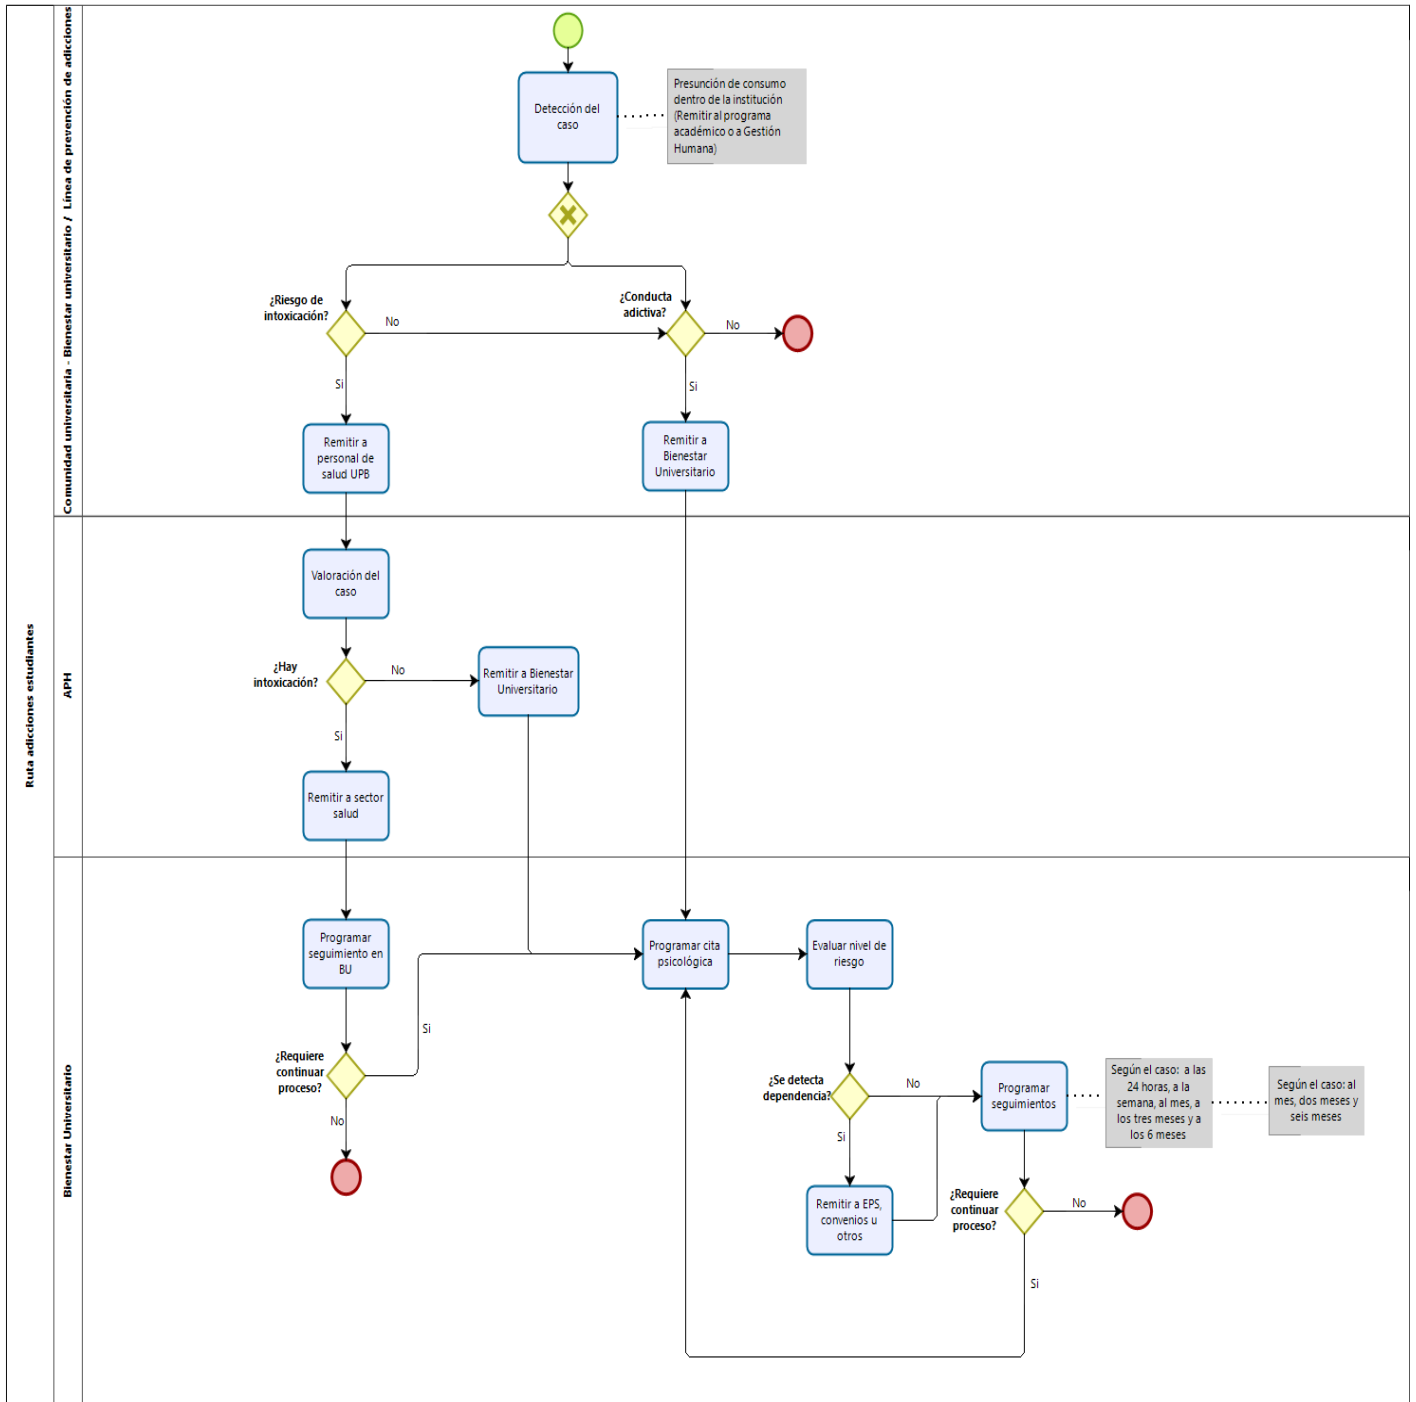 Ruta adicciones estudiantes
Comunidad universitaria - Bienestar universitario / Línea de prevención de adicciones
Detección del
caso
Presunción de consumo
dentro de la institución
(Remitir al programa
académico o a Gestión
Humana)
¿Riesgo de
intoxicación?
No
¿Conducta
adictiva?
No
Si
Si
Remitir a
personal de
salud UPB
Remitir a
Bienestar
Universitario
APH
Valoración del
caso
¿Hay
intoxicación?
No
Remitir a Bienestar
Universitario
Si
Remitir a sector
salud
Bienestar Universitario
Programar
seguimiento en
BU
Programar cita
psicológica
Evaluar nivel de
riesgo
Si
¿Requiere
continuar
proceso?
No
¿Se detecta
dependencia?
No
Si
Programar
seguimientos
Según el caso: a las
24 horas, a la
semana, al mes, a
los tres meses y a
los 6 meses
Según el caso: al
mes, dos meses y
seis meses
Remitir a EPS,
convenios u
otros
¿Requiere
continuar
proceso?
No
Si